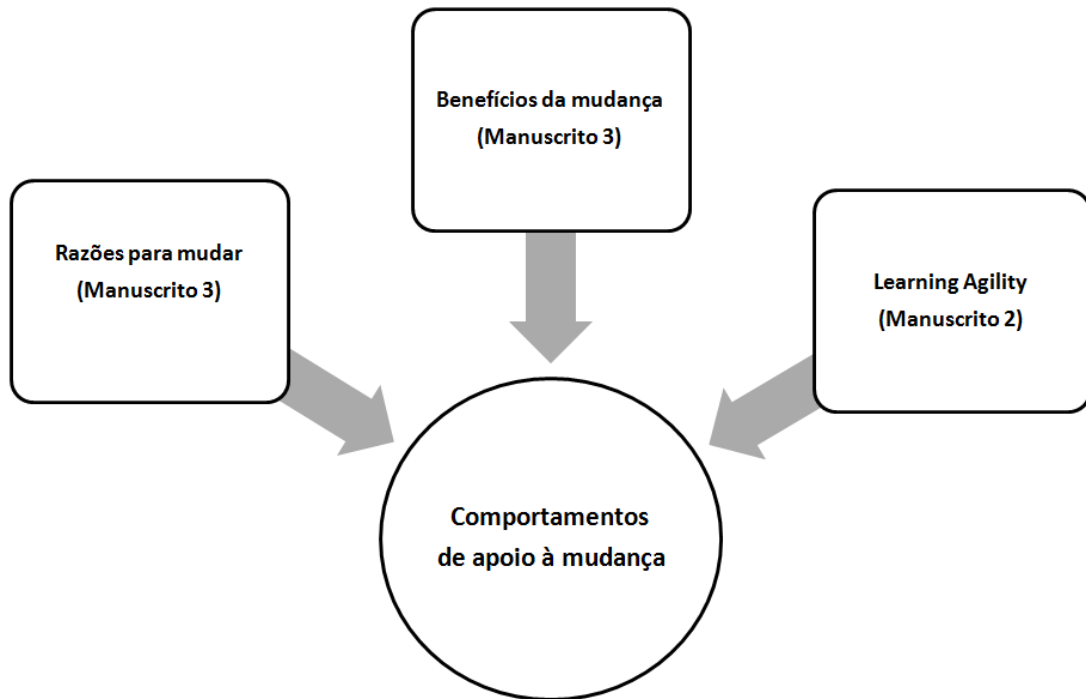 Benefícios da mudança
(Manuscrito 3)
Razões para mudar
(Manuscrito 3)
Learning Agility
(Manuscrito 2)
Comportamentos
de apoio à mudança